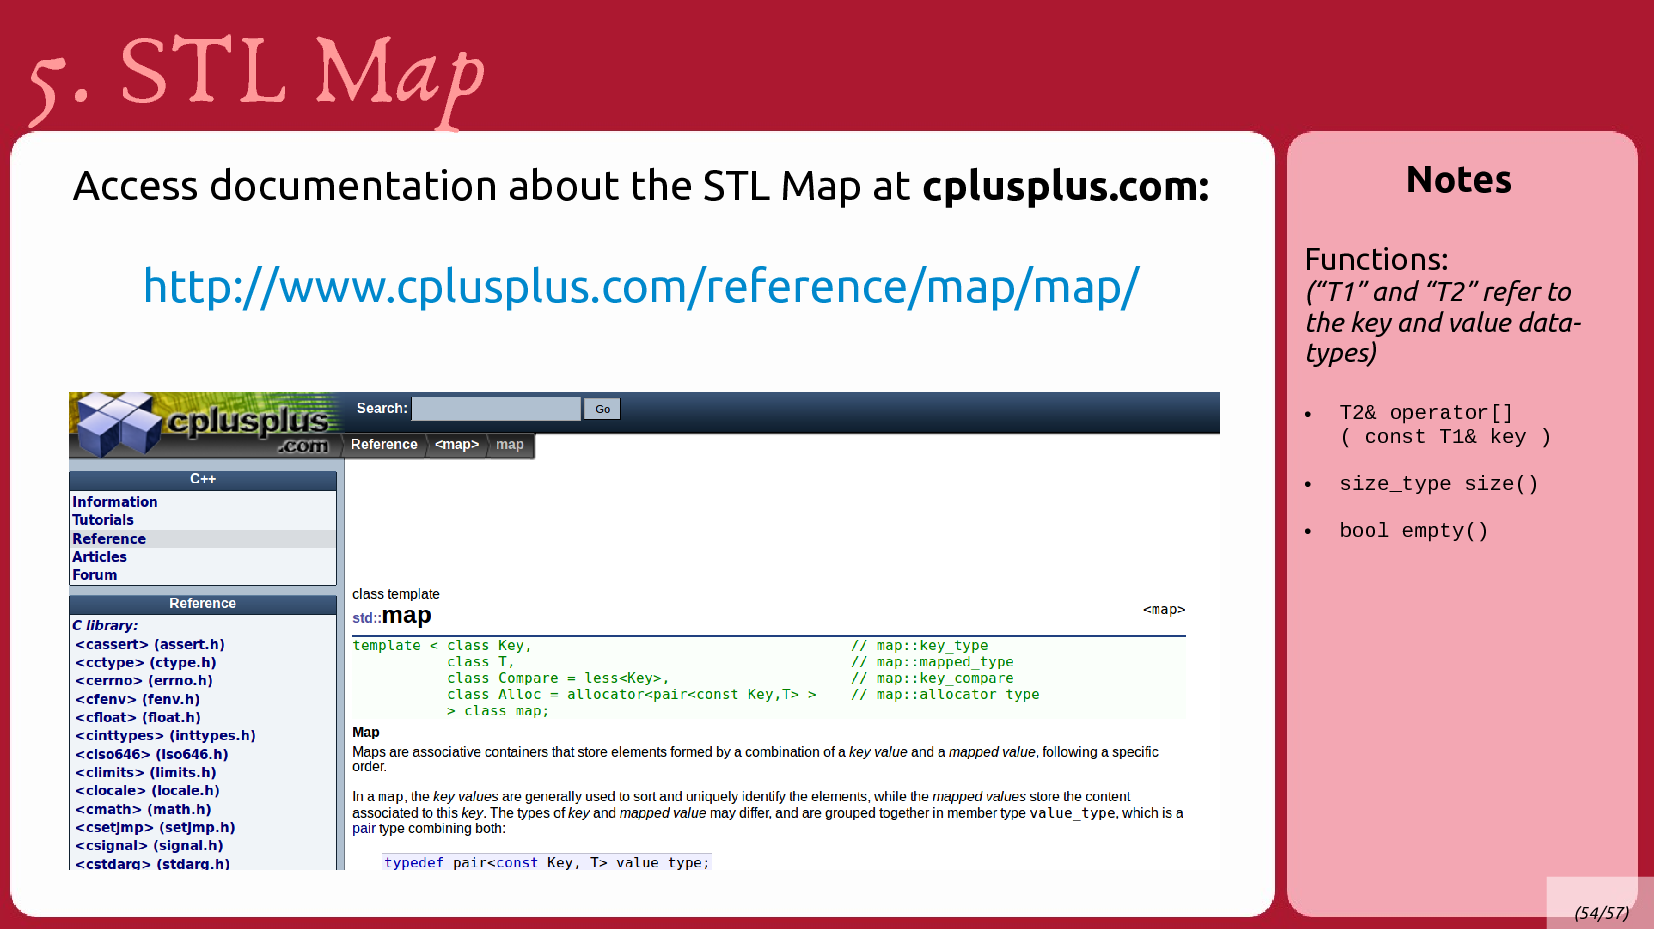 5. STL Map
Access documentation about the STL Map at cplusplus.com:
http://www.cplusplus.com/reference/map/map/
cplusplus
.com
Search:
Go
Reference
<map>
map
C++
Information
Tutorials
Reference
Articles
Forum
Reference
C library:
<cassert> (assert.h)
<cctype> (ctype.h)
<cerrno> (errno.h)
<cfenv> (fenv.h)
<cfloat> (float.h)
<cinttypes> (inttypes.h)
<ciso646> (iso646.h)
<climits> (limits.h)
<clocale> (locale.h)
<cmath> (math.h)
<csetjmp> (setjmp.h)
<csignal> (signal.h)
<cstdarg> (stdarg.h)
class template
std::map
<map>
template < class Key, // map::key_type
class T, // map::mapped_type
class Compare = less<Key>, // map::key_compare
class Alloc = allocator<pair<const Key,T> > // map::allocator_type
> class map;
Map
Maps are associative containers that store elements formed by a combination of a key value and a mapped value, following a specific
order.
In a map, the key values are generally used to sort and uniquely identify the elements, while the mapped values store the content
associated to this key. The types of key and mapped value may differ, and are grouped together in member type value_type, which is a
pair type combining both:
typedef pair<const Key, T> value_type;
Notes
Functions:
(“T1” and “T2” refer to
the key and value data-
types)
• T2& operator[]
( const T1& key )
• size_type size()
• bool empty()
(54/57)